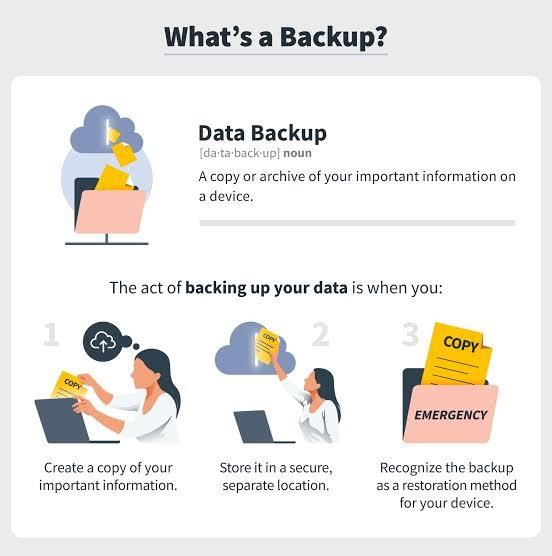 What's a Backup?
Data Backup
[da·ta·back·up] noun
A copy or archive of your important information on
a device.
The act of backing up your data is when you:
1
COPY
Create a copy of your
important information.
2
COPY
Store it in a secure,
separate location.
3
COPY
EMERGENCY
Recognize the backup
as a restoration method
for your device.